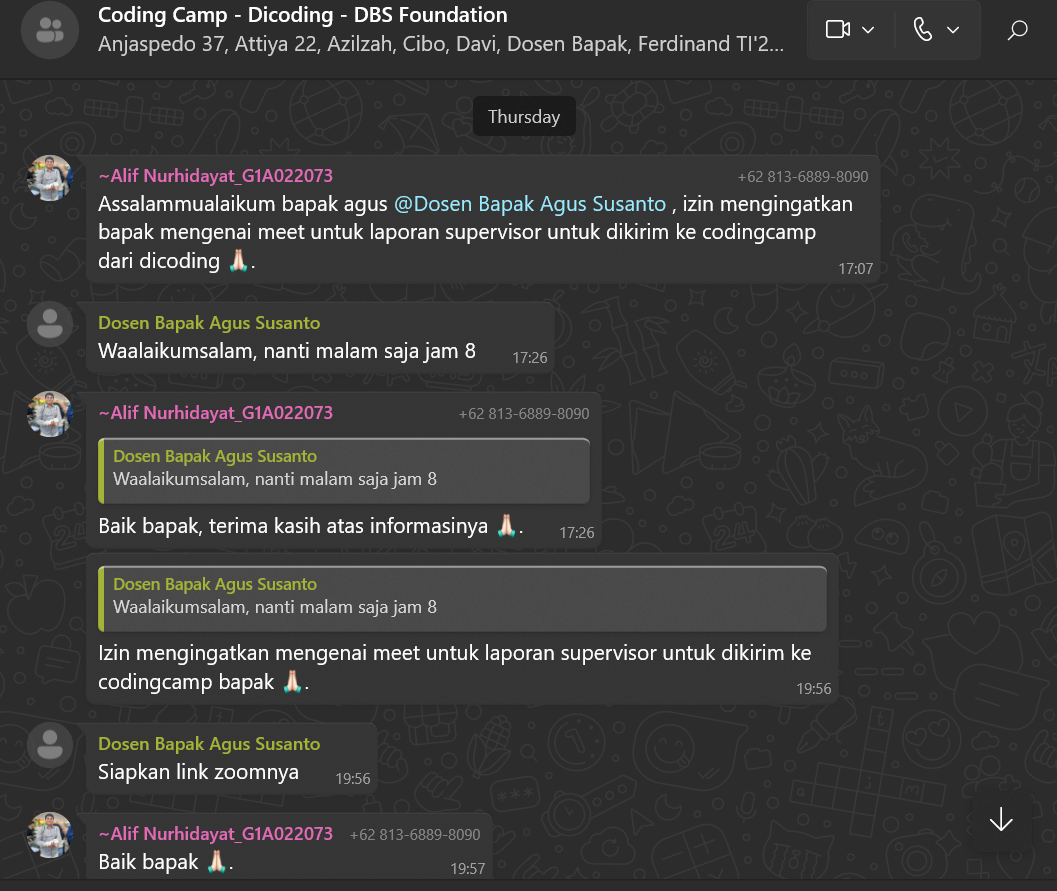 Coding Camp - Dicoding - DBS Foundation
Anjaspedo 37, Attiya 22, Azilzah, Cibo, Davi, Dosen Bapak, Ferdinand TI'2...
Thursday
~Alif Nurhidayat_G1A022073 +62 813-6889-8090
Assalammualaikum bapak agus @Dosen Bapak Agus Susanto , izin mengingatkan
bapak mengenai meet untuk laporan supervisor untuk dikirim ke codingcamp
dari dicoding 🙏🏻.
17:07
Dosen Bapak Agus Susanto
Waalaikumsalam, nanti malam saja jam 8 17:26
~Alif Nurhidayat_G1A022073 +62 813-6889-8090
Dosen Bapak Agus Susanto
Waalaikumsalam, nanti malam saja jam 8
Baik bapak, terima kasih atas informasinya 🙏🏻. 17:26
Dosen Bapak Agus Susanto
Waalaikumsalam, nanti malam saja jam 8
Izin mengingatkan mengenai meet untuk laporan supervisor untuk dikirim ke
codingcamp bapak 🙏🏻. 19:56
Dosen Bapak Agus Susanto
Siapkan link zoomnya 19:56
~Alif Nurhidayat_G1A022073 +62 813-6889-8090
Baik bapak 🙏🏻. 19:57